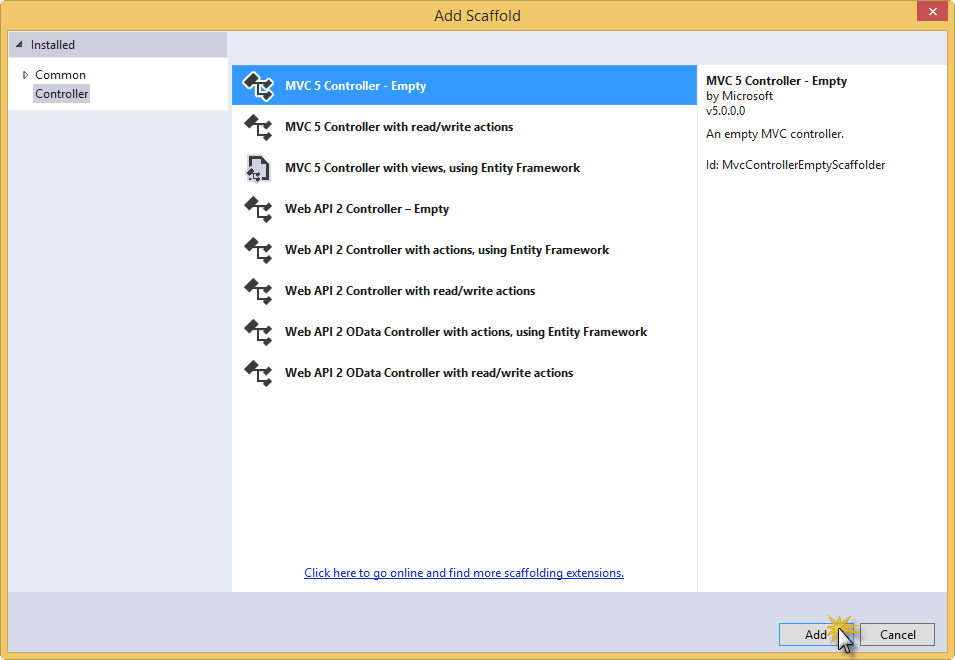 Add Scaffold
Installed
Common
Controller
MVC 5 Controller - Empty
MVC 5 Controller with read/write actions
MVC 5 Controller with views, using Entity Framework
Web API 2 Controller – Empty
Web API 2 Controller with actions, using Entity Framework
Web API 2 Controller with read/write actions
Web API 2 OData Controller with actions, using Entity Framework
Web API 2 OData Controller with read/write actions
Click here to go online and find more scaffolding extensions.
MVC 5 Controller - Empty
by Microsoft
v5.0.0.0
An empty MVC controller.
Id: MvcControllerEmptyScaffolder
Add
Cancel